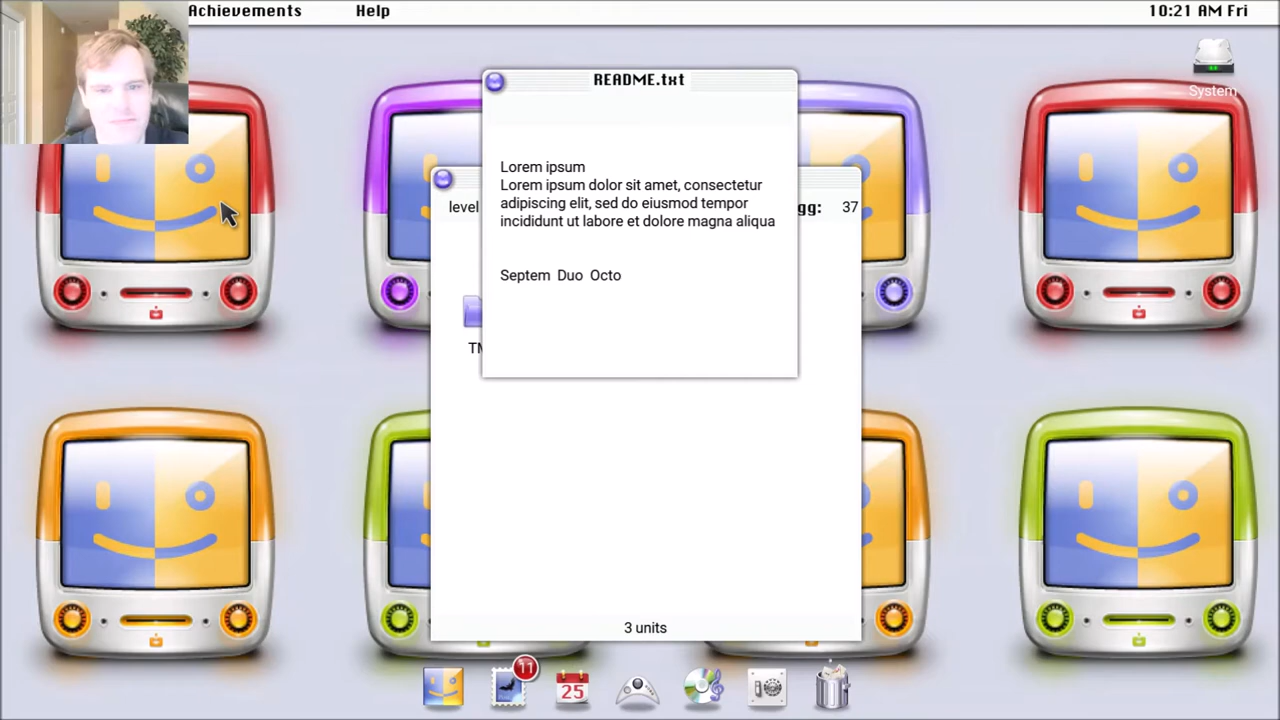 Achievements Help 10:21 AM Fri
System
README.txt
Lorem ipsum
Lorem ipsum dolor sit amet, consectetur
adipiscing elit, sed do eiusmod tempor
incididunt ut labore et dolore magna aliqua
Septem Duo Octo
level
gg: 37
TM
3 units
11
25